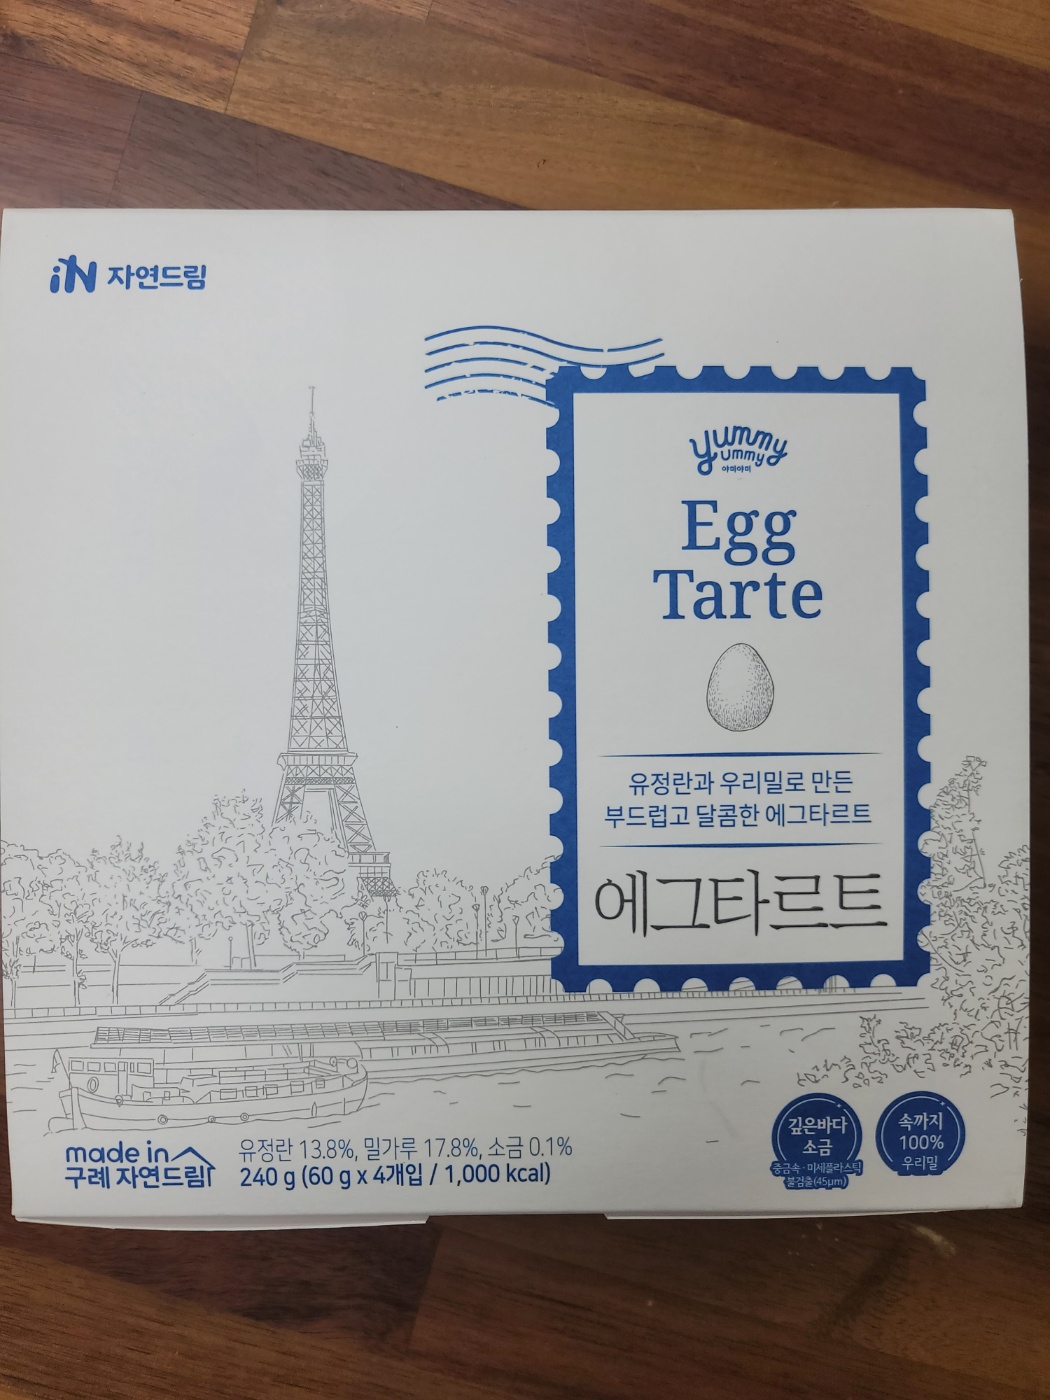 iN 자연드림
yummy
yummy
야미야미
Egg
Tarte
유정란과 우리밀로 만든
부드럽고 달콤한 에그타르트
에그타르트
made in
구례 자연드림
유정란 13.8%, 밀가루 17.8%, 소금 0.1%
240 g (60 g x 4개입 / 1,000 kcal)
깊은바다
소금
중금속·미세플라스틱
불검출(45μm)
속까지
100%
우리밀